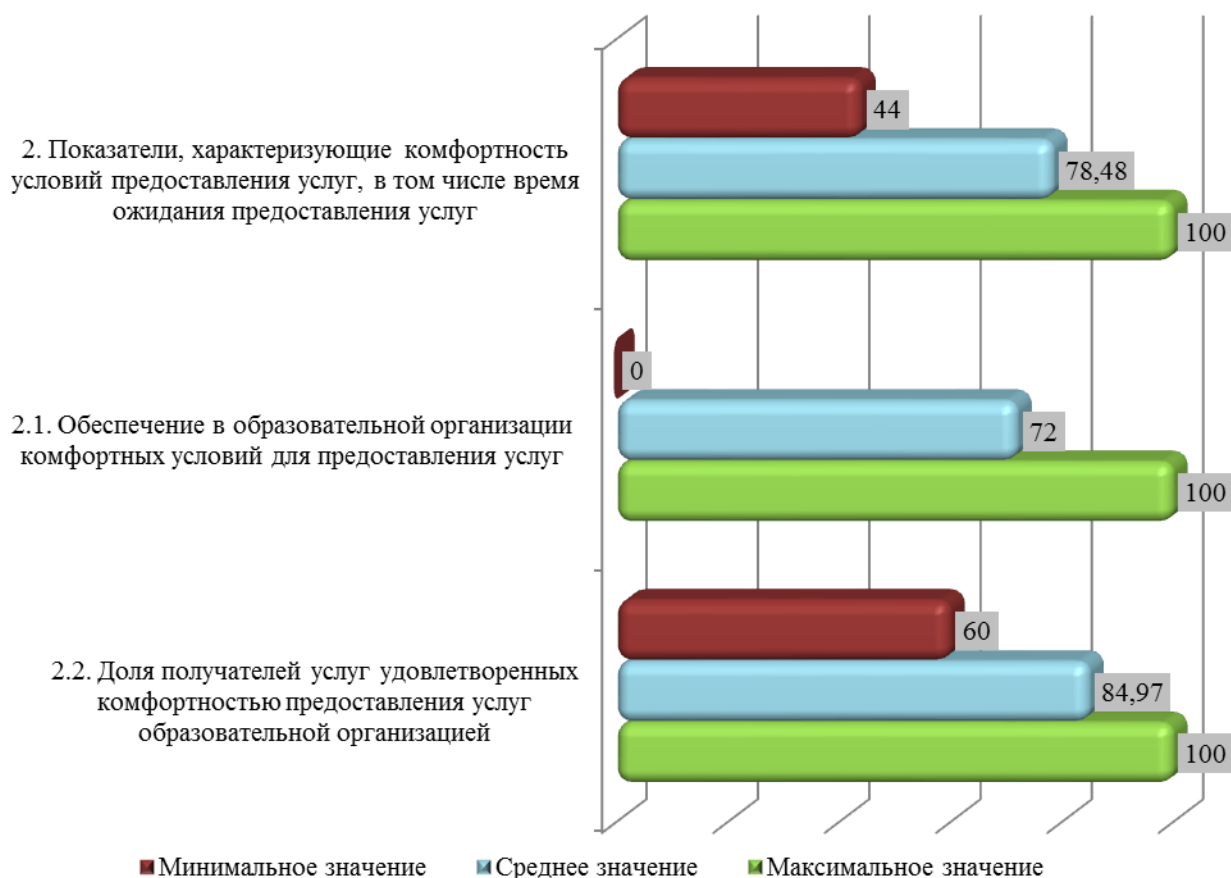 2. Показатели, характеризующие комфортность
условий предоставления услуг, в том числе время
ожидания предоставления услуг
44
78,48
100
2.1. Обеспечение в образовательной организации
комфортных условий для предоставления услуг
0
72
100
2.2. Доля получателей услуг удовлетворенных
комфортностью предоставления услуг
образовательной организацией
60
84,97
100
Минимальное значение Среднее значение Максимальное значение